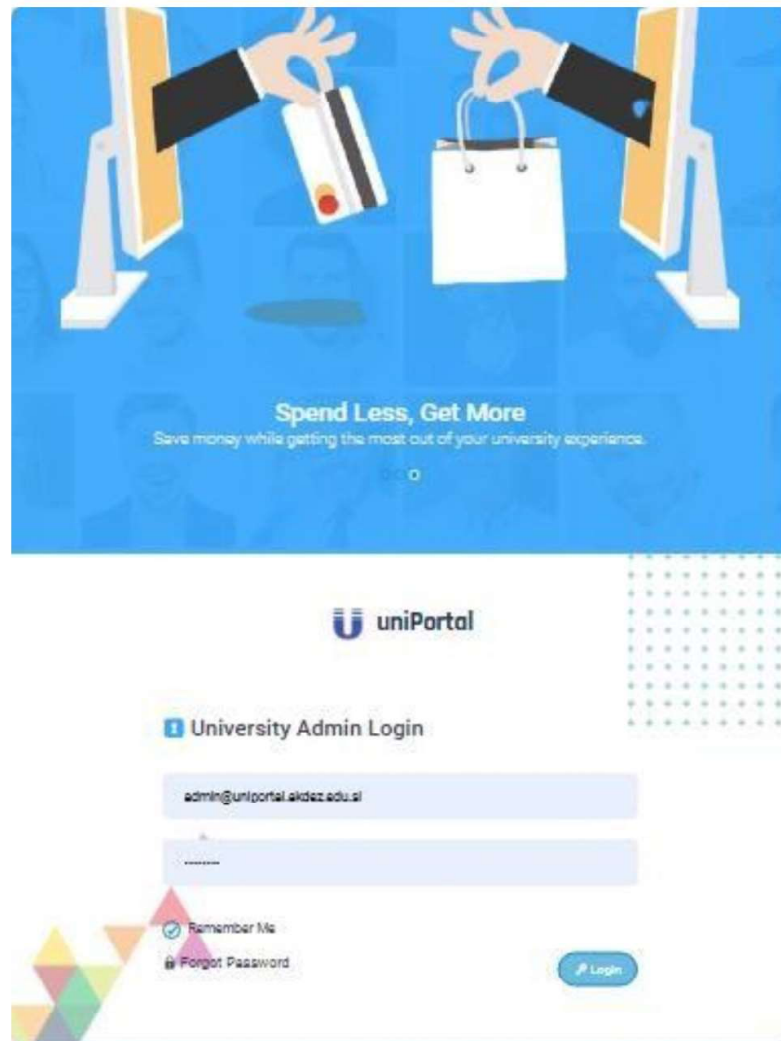 Spend Less, Get More
Save money while getting the most out of your university experience.
uniPortal
University Admin Login
admin@uniportal.ekdez.edu.sl
--------
Remember Me
Forgot Password
Login